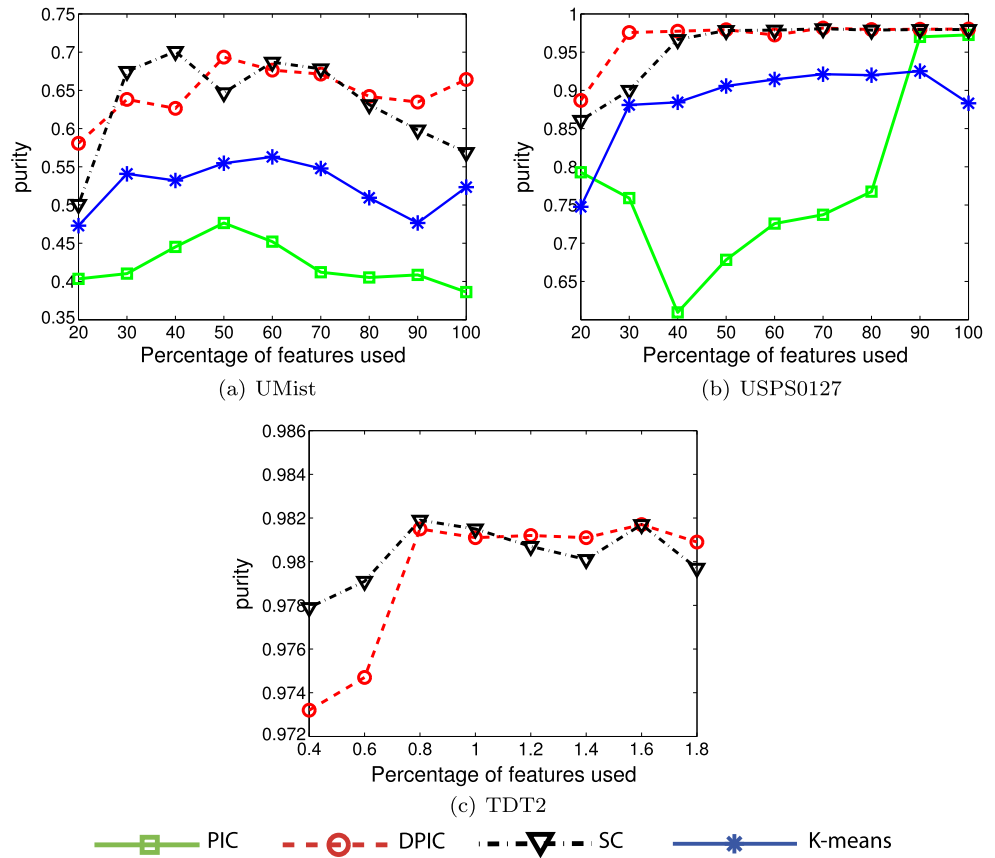 0.75
0.7
0.65
0.6
0.55
0.5
0.45
0.4
0.35
purity
20 30 40 50 60 70 80 90 100
Percentage of features used
(a) UMist
1
0.95
0.9
0.85
0.8
0.75
0.7
0.65
purity
20 30 40 50 60 70 80 90 100
Percentage of features used
(b) USPS0127
0.986
0.984
0.982
0.98
0.978
0.976
0.974
0.972
purity
0.4 0.6 0.8 1 1.2 1.4 1.6 1.8
Percentage of features used
(c) TDT2
PIC DPIC SC K-means